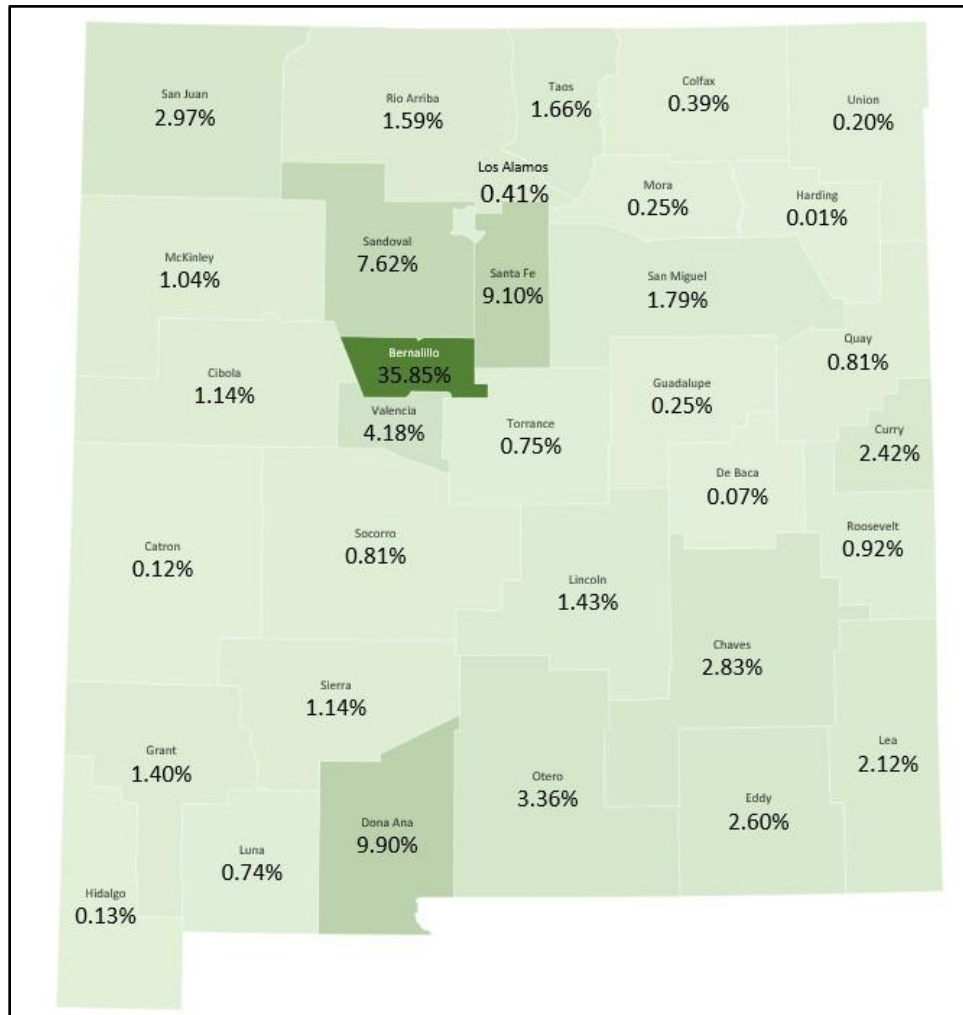 San Juan
2.97%
Rio Arriba
1.59%
Taos
1.66%
Colfax
0.39%
Union
0.20%
Los Alamos
0.41%
Mora
0.25%
Harding
0.01%
McKinley
1.04%
Sandoval
7.62%
Santa Fe
9.10%
San Miguel
1.79%
Quay
0.81%
Bernalillo
35.85%
Cibola
1.14%
Valencia
4.18%
Torrance
0.75%
Guadalupe
0.25%
Curry
2.42%
De Baca
0.07%
Roosevelt
0.92%
Catron
0.12%
Socorro
0.81%
Lincoln
1.43%
Chaves
2.83%
Sierra
1.14%
Grant
1.40%
Lea
2.12%
Otero
3.36%
Eddy
2.60%
Dona Ana
9.90%
Luna
0.74%
Hidalgo
0.13%